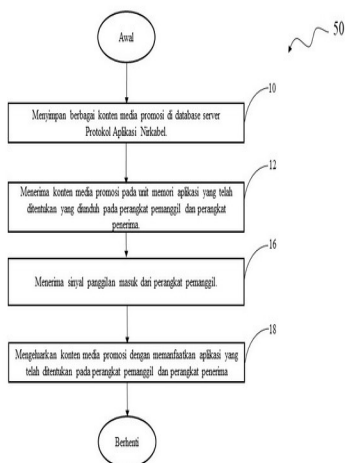 Awal
50
10
Menyimpan berbagai konten media promosi di database server
Protokol Aplikasi Nirkabel.
12
Menerima konten media promosi pada unit memori aplikasi yang telah
ditentukan yang diunduh pada perangkat pemanggil dan perangkat
penerima.
16
Menerima sinyal panggilan masuk dari perangkat pemanggil.
18
Mengeluarkan konten media promosi dengan memanfaatkan aplikasi yang
telah ditentukan pada perangkat pemanggil dan perangkat penerima
Berhenti